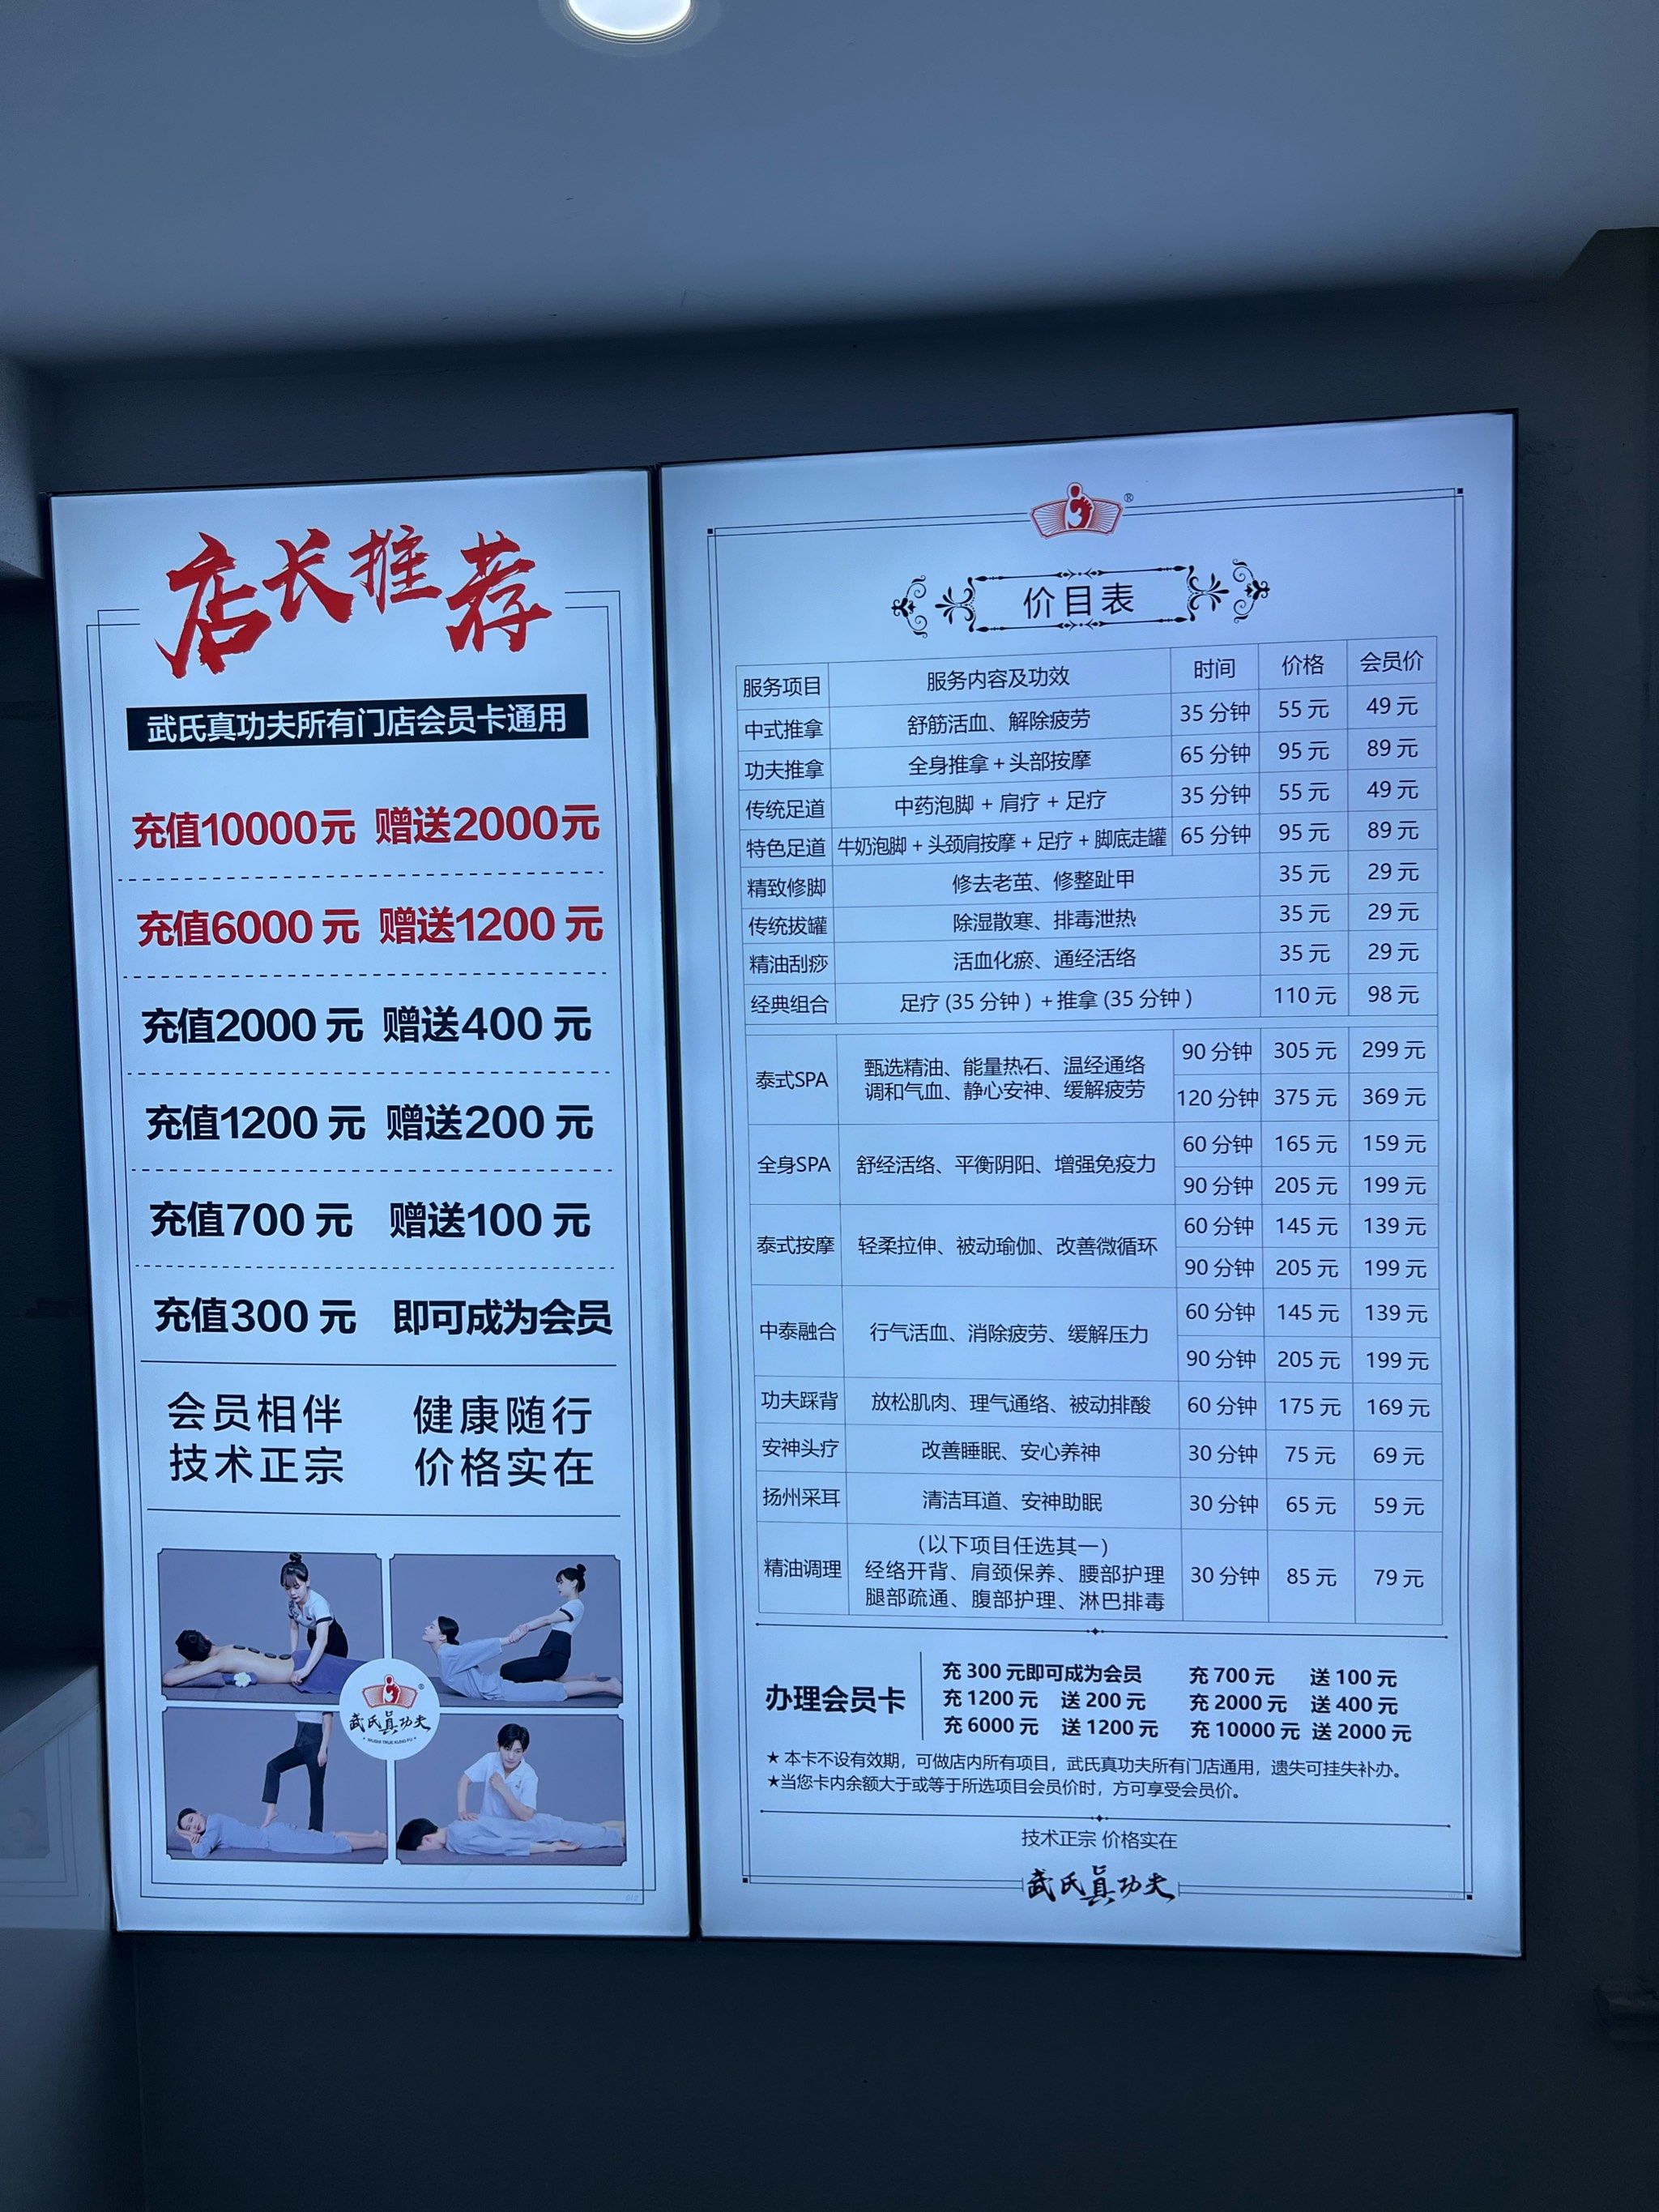 店长推荐
武氏真功夫所有门店会员卡通用
充值10000元 赠送2000元
充值6000元 赠送1200元
充值2000元 赠送400元
充值1200元 赠送200元
充值700元 赠送100元
充值300元 即可成为会员
会员相伴 健康随行
技术正宗 价格实在
®
武氏真功夫
WUSHI TRUE KUNG FU
®
价目表
服务项目 服务内容及功效 时间 价格 会员价
中式推拿 舒筋活血、解除疲劳 35分钟 55元 49元
功夫推拿 全身推拿+头部按摩 65分钟 95元 89元
传统足道 中药泡脚+肩疗+足疗 35分钟 55元 49元
特色足道 牛奶泡脚+头颈肩按摩+足疗+脚底走罐 65分钟 95元 89元
精致修脚 修去老茧、修整趾甲 35元 29元
传统拔罐 除湿散寒、排毒泄热 35元 29元
精油刮痧 活血化瘀、通经活络 35元 29元
经典组合 足疗(35分钟)+推拿(35分钟) 110元 98元
泰式SPA 甄选精油、能量热石、温经通络 90分钟 305元 299元
调和气血、静心安神、缓解疲劳 120分钟 375元 369元
全身SPA 舒经活络、平衡阴阳、增强免疫力 60分钟 165元 159元
90分钟 205元 199元
泰式按摩 轻柔拉伸、被动瑜伽、改善微循环 60分钟 145元 139元
90分钟 205元 199元
中泰融合 行气活血、消除疲劳、缓解压力 60分钟 145元 139元
90分钟 205元 199元
功夫踩背 放松肌肉、理气通络、被动排酸 60分钟 175元 169元
安神头疗 改善睡眠、安心养神 30分钟 75元 69元
扬州采耳 清洁耳道、安神助眠 30分钟 65元 59元
精油调理 (以下项目任选其一) 30分钟 85元 79元
经络开背、肩颈保养、腰部护理
腿部疏通、腹部护理、淋巴排毒
办理会员卡
充300元即可成为会员 充700元 送100元
充1200元 送200元 充2000元 送400元
充6000元 送1200元 充10000元 送2000元
★本卡不设有效期，可做店内所有项目，武氏真功夫所有门店通用，遗失可挂失补办。
★当您卡内余额大于或等于所选项目会员价时，方可享受会员价。
技术正宗 价格实在
武氏真功夫